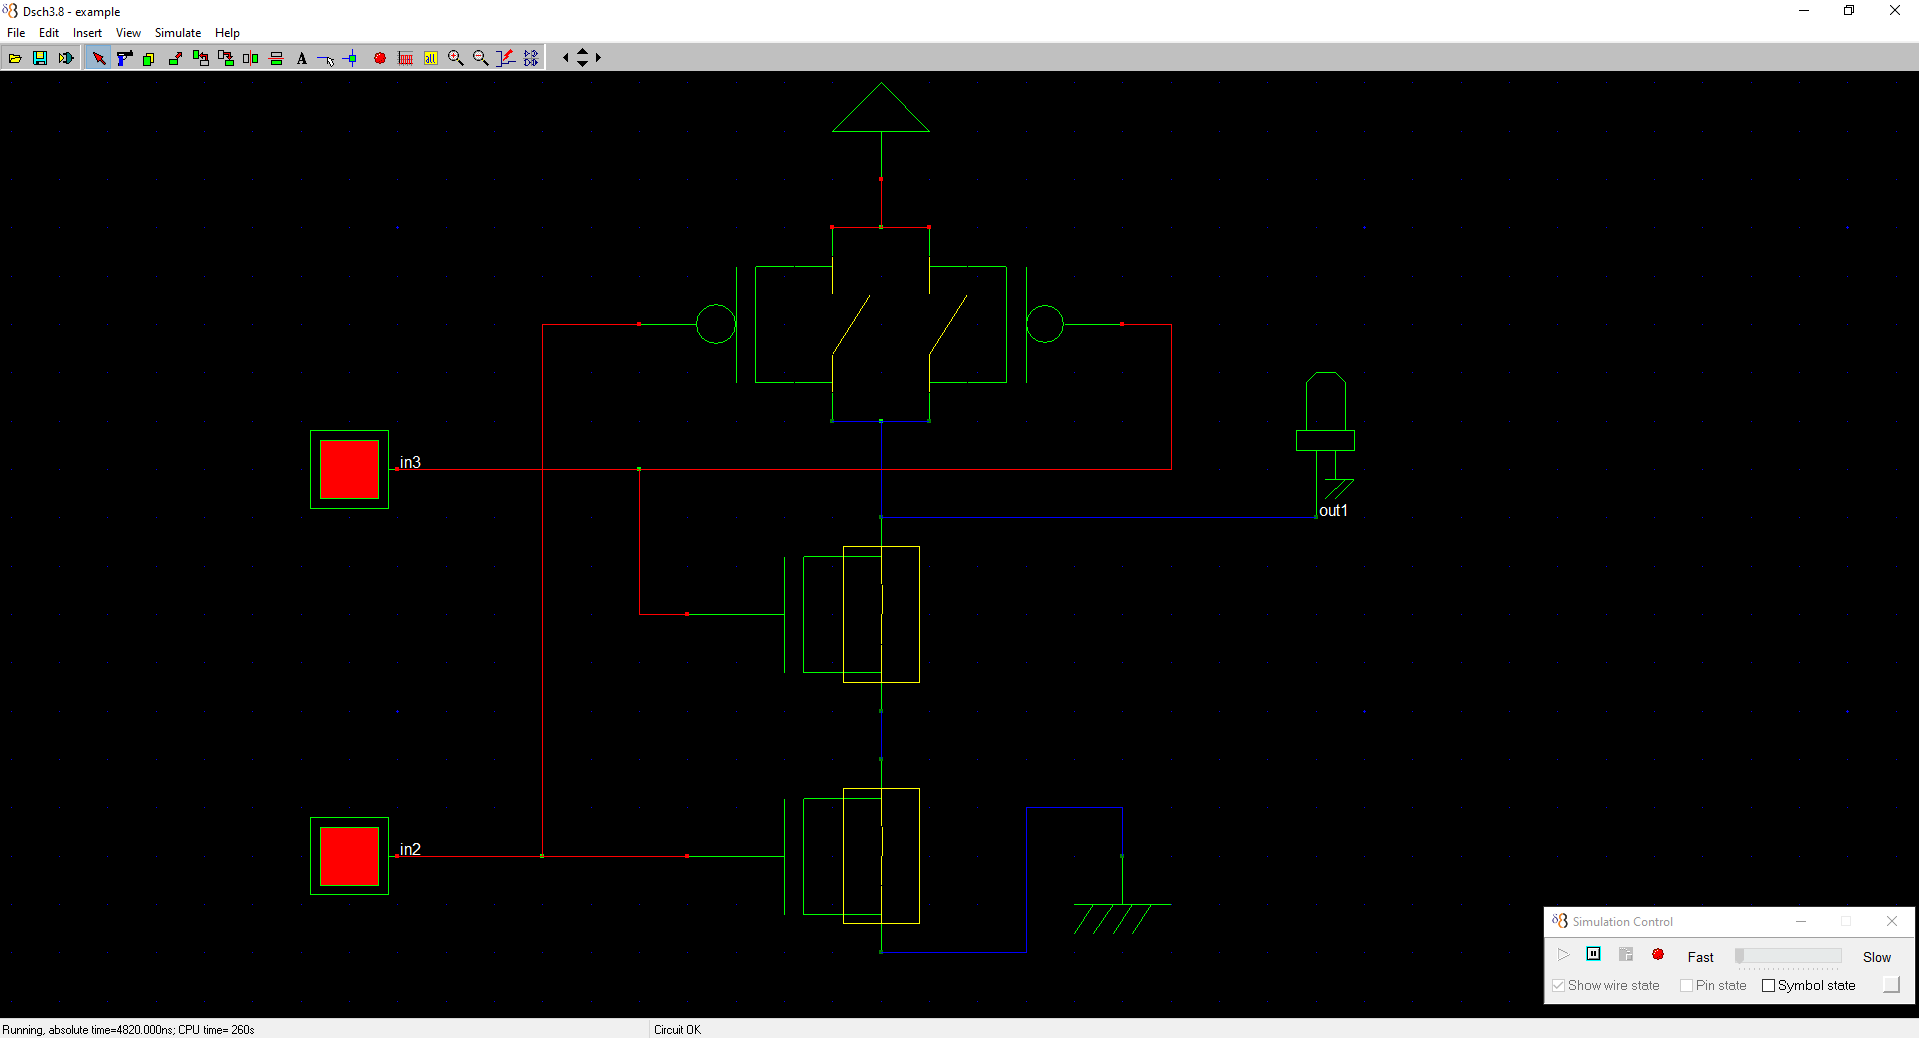 Dsch3.8 - example
File Edit Insert View Simulate Help
A
all
in3
out1
in2
Simulation Control
Fast Slow
Show wire state Pin state Symbol state
Running, absolute time=4820.000ns; CPU time= 260s Circuit OK